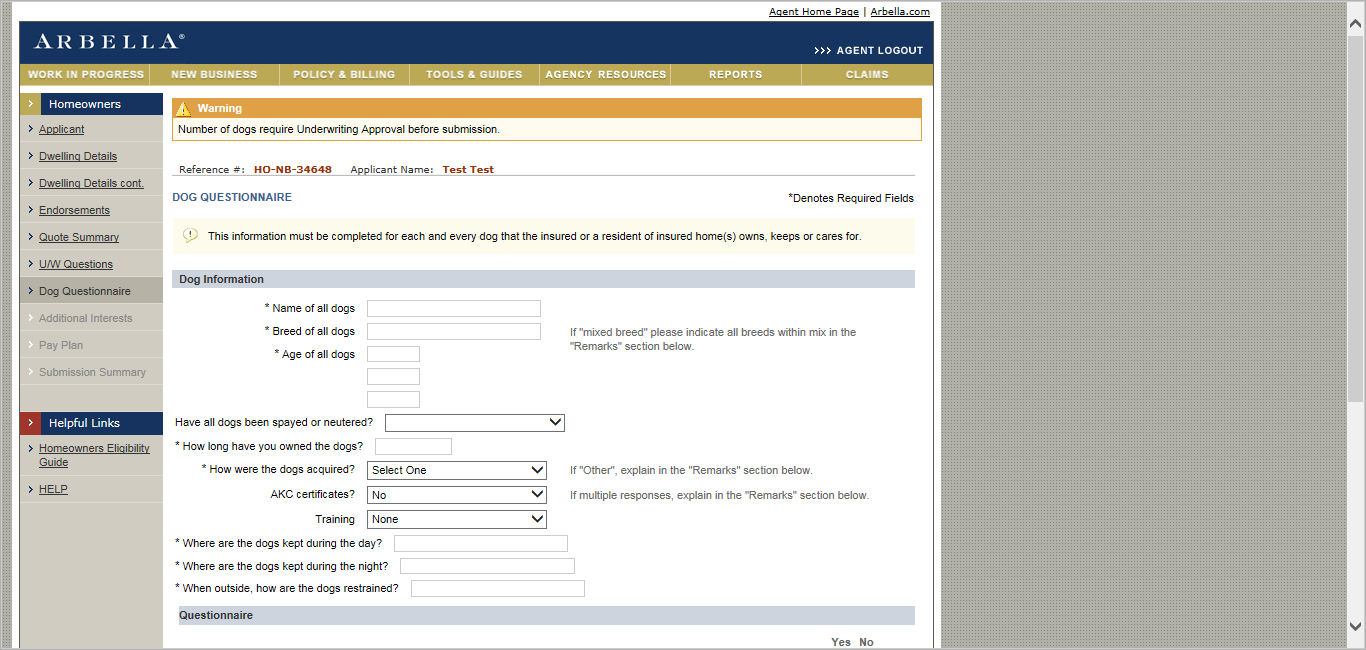 Agent Home Page | Arbella.com
ARBELLA®
>>> AGENT LOGOUT
WORK IN PROGRESS NEW BUSINESS POLICY & BILLING TOOLS & GUIDES AGENCY RESOURCES REPORTS CLAIMS
Homeowners
Applicant
Dwelling Details
Dwelling Details cont.
Endorsements
Quote Summary
U/W Questions
Dog Questionnaire
Additional Interests
Pay Plan
Submission Summary
Helpful Links
Homeowners Eligibility
Guide
HELP
Warning
Number of dogs require Underwriting Approval before submission.
Reference #: HO-NB-34648 Applicant Name: Test Test
DOG QUESTIONNAIRE
*Denotes Required Fields
This information must be completed for each and every dog that the insured or a resident of insured home(s) owns, keeps or cares for.
Dog Information
* Name of all dogs
* Breed of all dogs
If "mixed breed" please indicate all breeds within mix in the
"Remarks" section below.
* Age of all dogs
Have all dogs been spayed or neutered?
* How long have you owned the dogs?
* How were the dogs acquired? Select One If "Other", explain in the "Remarks" section below.
AKC certificates? No If multiple responses, explain in the "Remarks" section below.
Training None
* Where are the dogs kept during the day?
* Where are the dogs kept during the night?
* When outside, how are the dogs restrained?
Questionnaire
Yes No